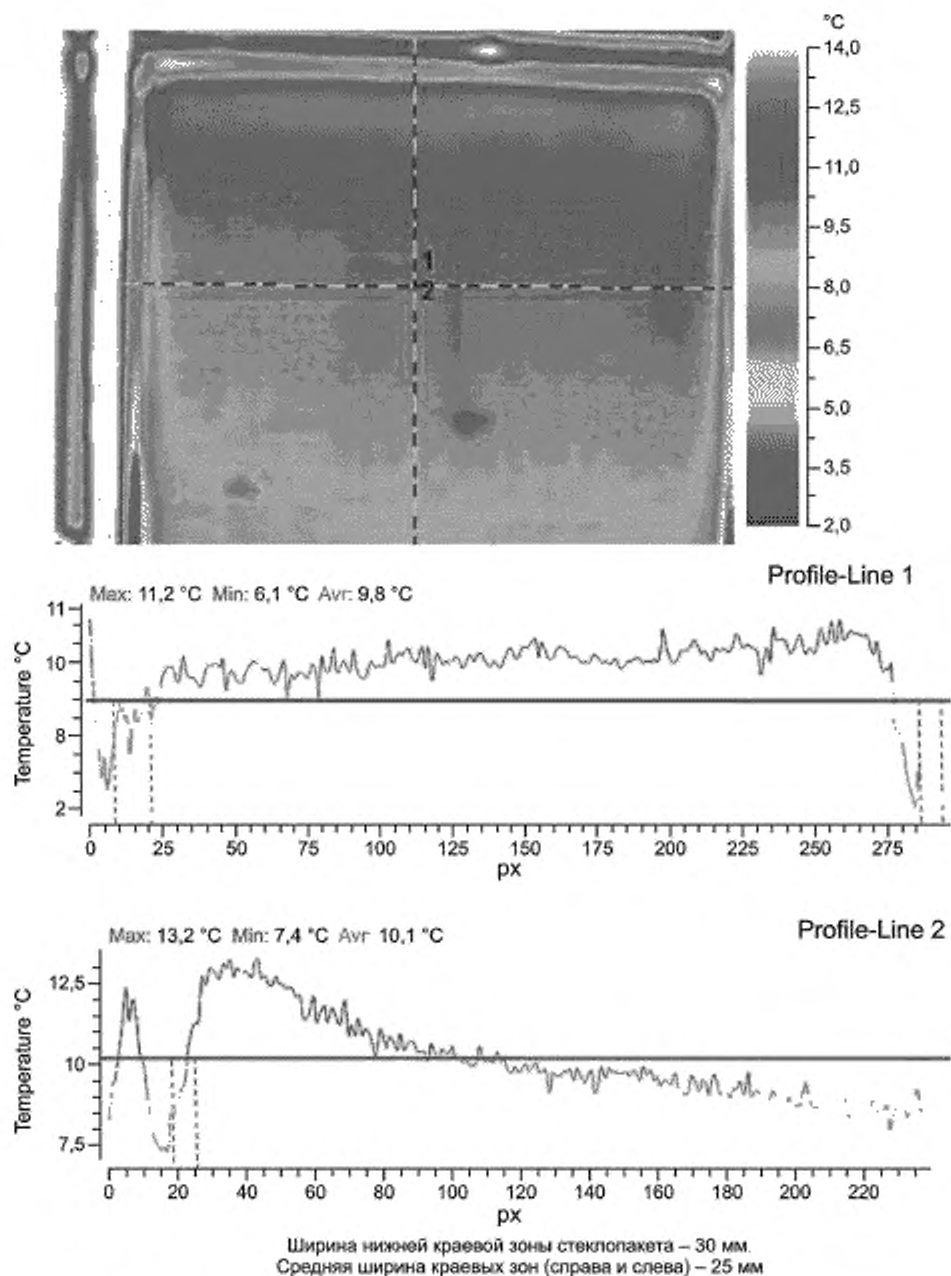 °C
14,0
12,5
11,0
9,5
8,0
6,5
5,0
3,5
2,0
1
2
Profile-Line 1
Max: 11,2 °C Min: 6,1 °C Avr: 9,8 °C
Temperature °C
11
10
8
2
0 25 50 75 100 125 150 175 200 225 250 275
px
Profile-Line 2
Max: 13,2 °C Min: 7,4 °C Avr 10,1 °C
Temperature °C
12,5
10
7,5
0 20 40 60 80 100 120 140 160 180 200 220
px
Ширина нижней краевой зоны стеклопакета – 30 мм.
Средняя ширина краевых зон (справа и слева) – 25 мм